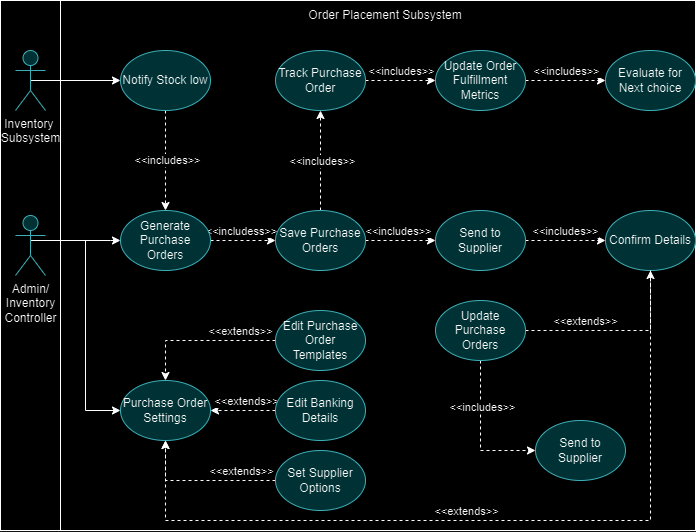 Order Placement Subsystem
Inventory
Subsystem
Notify Stock low
Track Purchase
Order
<<includes>>
Update Order
Fulfillment
Metrics
<<includes>>
Evaluate for
Next choice
<<includes>>
<<includes>>
Admin/
Inventory
Controller
Generate
Purchase
Orders
<<includess>>
Save Purchase
Orders
<<includes>>
Send to
Supplier
<<includes>>
Confirm Details
<<extends>>
Edit Purchase
Order
Templates
Update
Purchase
Orders
<<extends>>
Purchase Order
Settings
<<extends>>
Edit Banking
Details
<<includes>>
Send to
Supplier
<<extends>>
Set Supplier
Options
<<extends>>